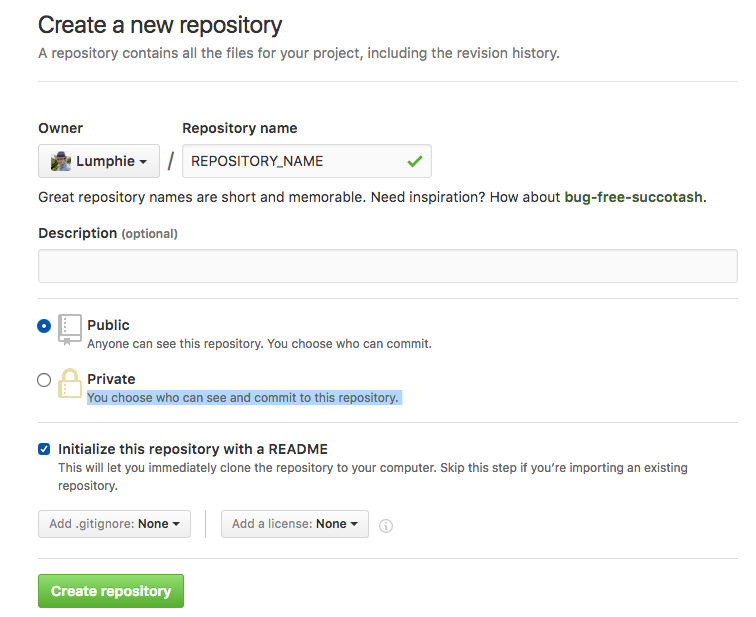 Create a new repository
A repository contains all the files for your project, including the revision history.
Owner
Repository name
Lumphie / REPOSITORY_NAME
Great repository names are short and memorable. Need inspiration? How about bug-free-succotash.
Description (optional)
Public
Anyone can see this repository. You choose who can commit.
Private
You choose who can see and commit to this repository.
Initialize this repository with a README
This will let you immediately clone the repository to your computer. Skip this step if you’re importing an existing
repository.
Add .gitignore: None
Add a license: None
Create repository